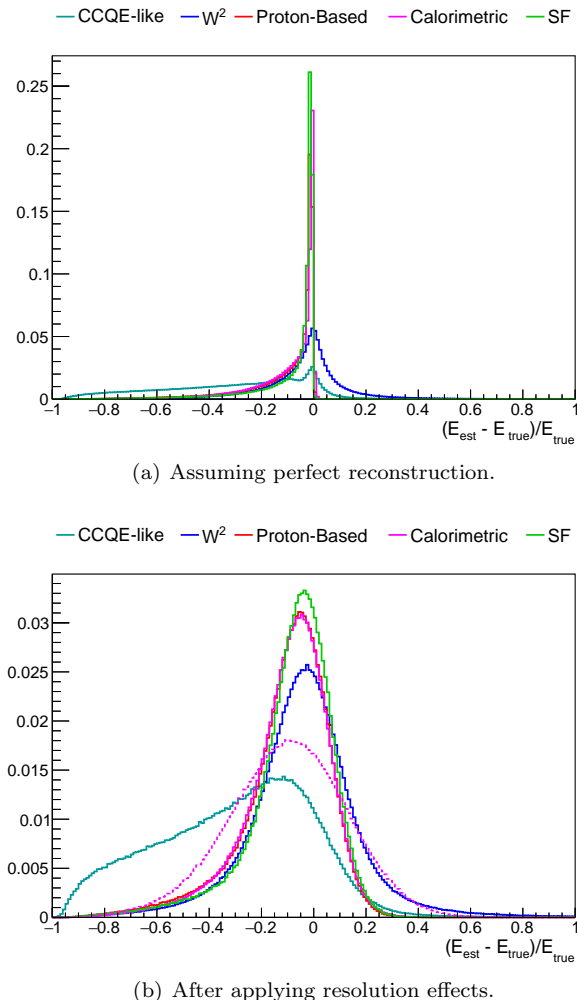 CCQE-like W² Proton-Based Calorimetric SF
0.25
0.2
0.15
0.1
0.05
0
−1 −0.8 −0.6 −0.4 −0.2 0 0.2 0.4 0.6 0.8 1
(E_est - E_true)/E_true
(a) Assuming perfect reconstruction.
CCQE-like W² Proton-Based Calorimetric SF
0.03
0.025
0.02
0.015
0.01
0.005
0
−1 −0.8 −0.6 −0.4 −0.2 0 0.2 0.4 0.6 0.8 1
(E_est - E_true)/E_true
(b) After applying resolution effects.